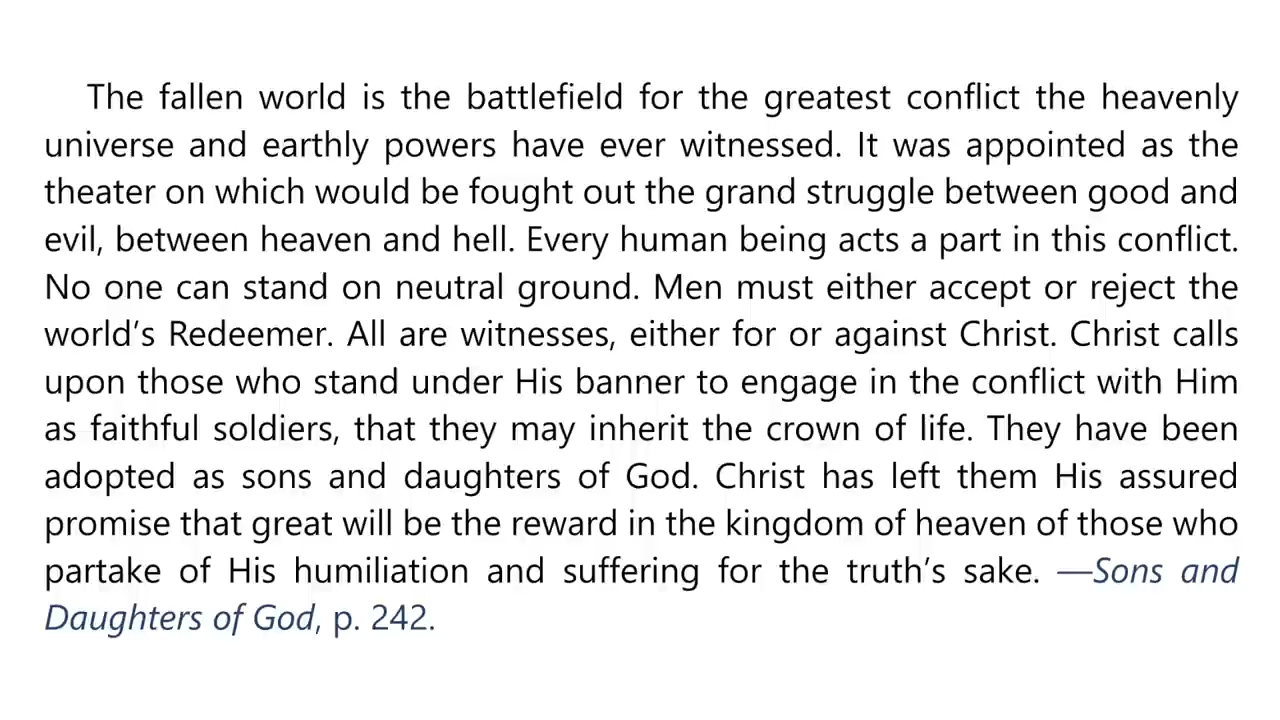 The fallen world is the battlefield for the greatest conflict the heavenly
universe and earthly powers have ever witnessed. It was appointed as the
theater on which would be fought out the grand struggle between good and
evil, between heaven and hell. Every human being acts a part in this conflict.
No one can stand on neutral ground. Men must either accept or reject the
world’s Redeemer. All are witnesses, either for or against Christ. Christ calls
upon those who stand under His banner to engage in the conflict with Him
as faithful soldiers, that they may inherit the crown of life. They have been
adopted as sons and daughters of God. Christ has left them His assured
promise that great will be the reward in the kingdom of heaven of those who
partake of His humiliation and suffering for the truth’s sake. —Sons and
Daughters of God, p. 242.